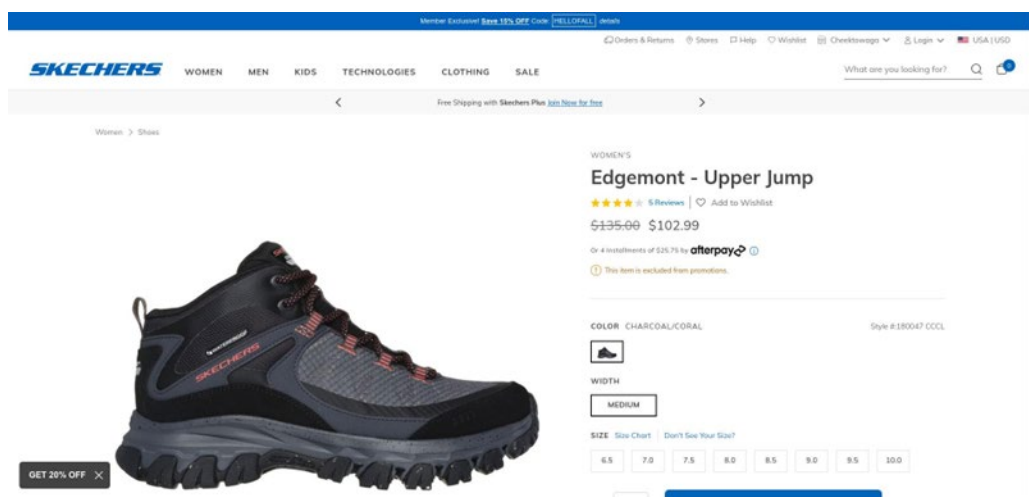 Member Exclusive! Save 15% OFF Code: HELLOFALL details
Orders & Returns Stores Help Wishlist Cheektowaga Login USA | USD
SKECHERS WOMEN MEN KIDS TECHNOLOGIES CLOTHING SALE What are you looking for? 0
Free Shipping with Skechers Plus Join Now for free
Women > Shoes
WOMEN'S
Edgemont - Upper Jump
5 Reviews | Add to Wishlist
$135.00 $102.99
Or 4 installments of $25.75 by afterpay
This item is excluded from promotions.
COLOR CHARCOAL/CORAL Style #:180047 CCCL
WIDTH
MEDIUM
SIZE Size Chart | Don't See Your Size?
6.5 7.0 7.5 8.0 8.5 9.0 9.5 10.0
WATERPROOF
SKECHERS
GET 20% OFF X